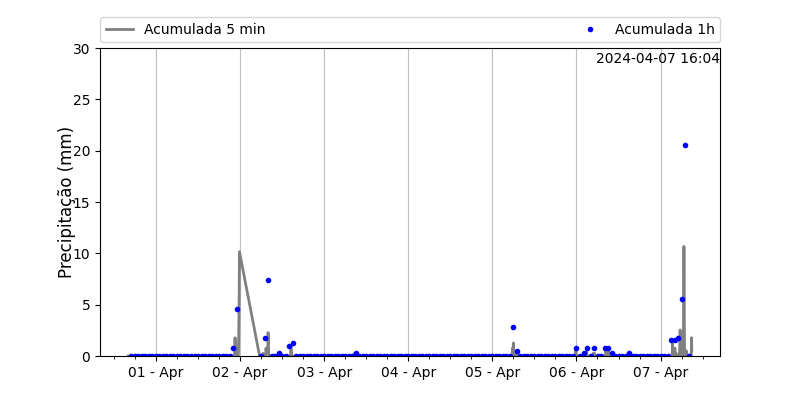 Acumulada 5 min
Acumulada 1h
2024-04-07 16:04
Precipitação (mm)
30
25
20
15
10
5
0
01 - Apr
02 - Apr
03 - Apr
04 - Apr
05 - Apr
06 - Apr
07 - Apr